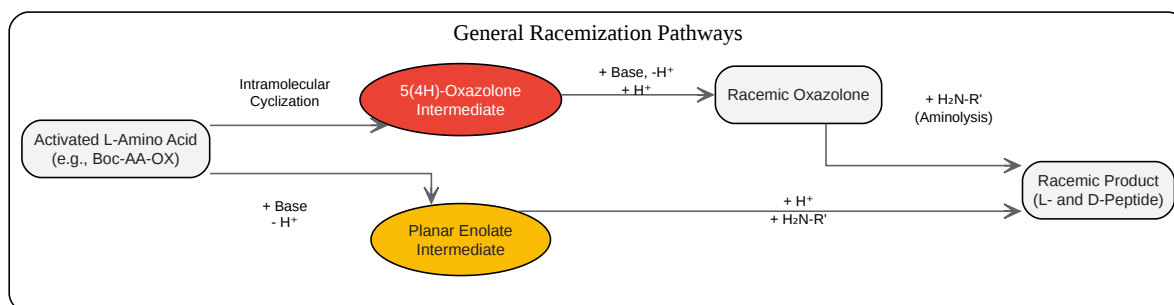 General Racemization Pathways
Intramolecular
Cyclization
5(4H)-Oxazolone
Intermediate
+ Base, -H⁺
+ H⁺
Racemic Oxazolone
+ H₂N-R'
(Aminolysis)
Activated L-Amino Acid
(e.g., Boc-AA-OX)
+ Base
- H⁺
Planar Enolate
Intermediate
+ H⁺
+ H₂N-R'
Racemic Product
(L- and D-Peptide)